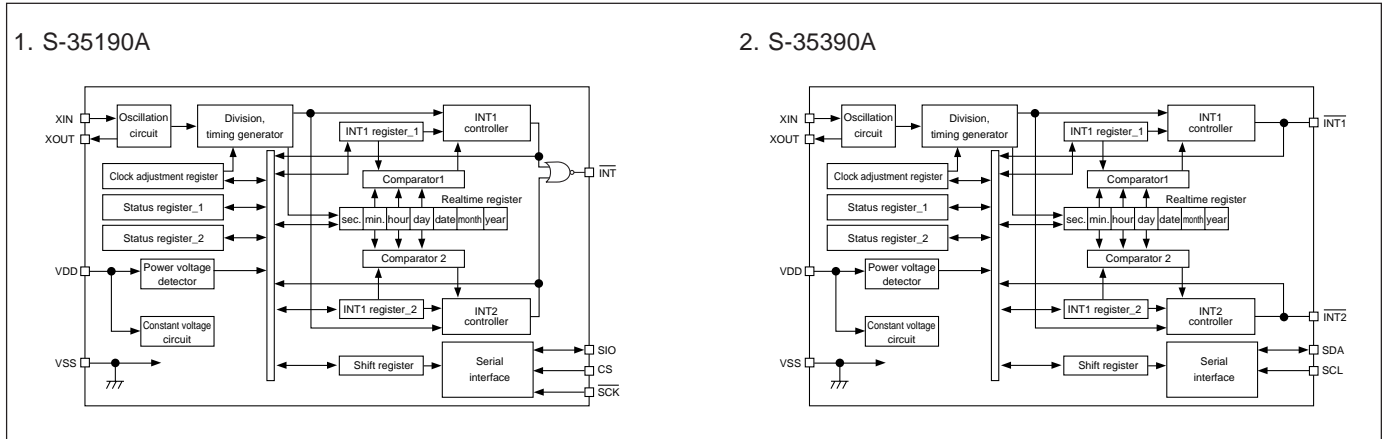 1. S-35190A
XIN
XOUT
Oscillation
circuit
Division,
timing generator
INT1 register_1
INT1
controller
INT
Clock adjustment register
Comparator1
Realtime register
Status register_1
sec. min. hour day date month year
Status register_2
Comparator 2
VDD
Power voltage
detector
INT1 register_2
INT2
controller
Constant voltage
circuit
VSS
Shift register
Serial
interface
SIO
CS
SCK
2. S-35390A
XIN
XOUT
Oscillation
circuit
Division,
timing generator
INT1 register_1
INT1
controller
INT1
Clock adjustment register
Comparator1
Realtime register
Status register_1
sec. min. hour day date month year
Status register_2
Comparator 2
VDD
Power voltage
detector
INT1 register_2
INT2
controller
INT2
Constant voltage
circuit
VSS
Shift register
Serial
interface
SDA
SCL